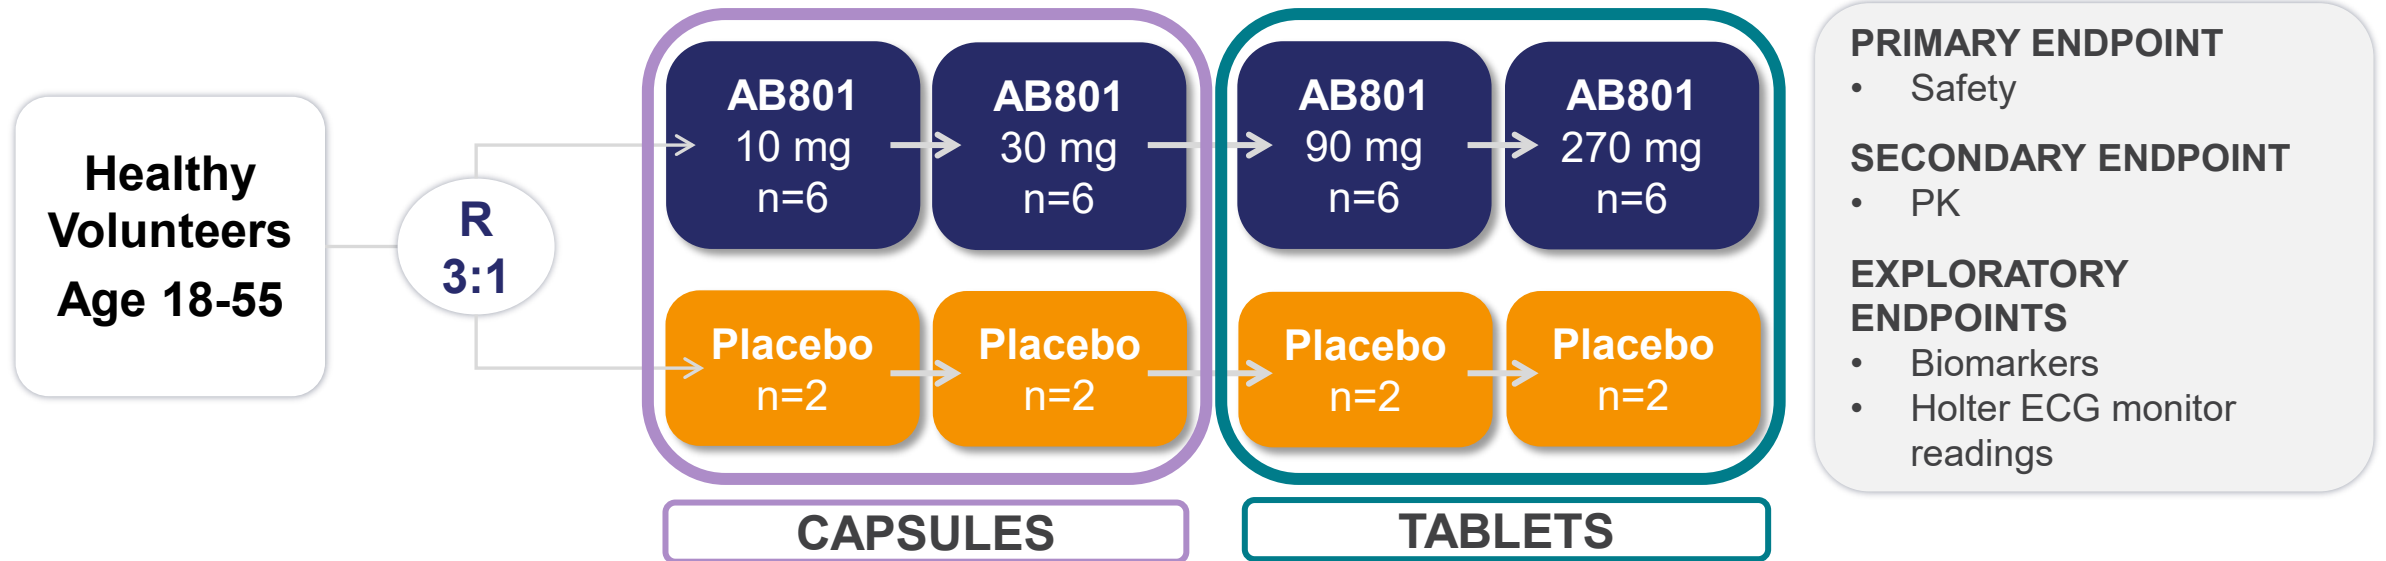 Healthy
Volunteers
Age 18-55
R
3:1
AB801
10 mg
n=6
AB801
30 mg
n=6
AB801
90 mg
n=6
AB801
270 mg
n=6
Placebo
n=2
Placebo
n=2
Placebo
n=2
Placebo
n=2
CAPSULES
TABLETS
PRIMARY ENDPOINT
• Safety
SECONDARY ENDPOINT
• PK
EXPLORATORY
ENDPOINTS
• Biomarkers
• Holter ECG monitor
readings